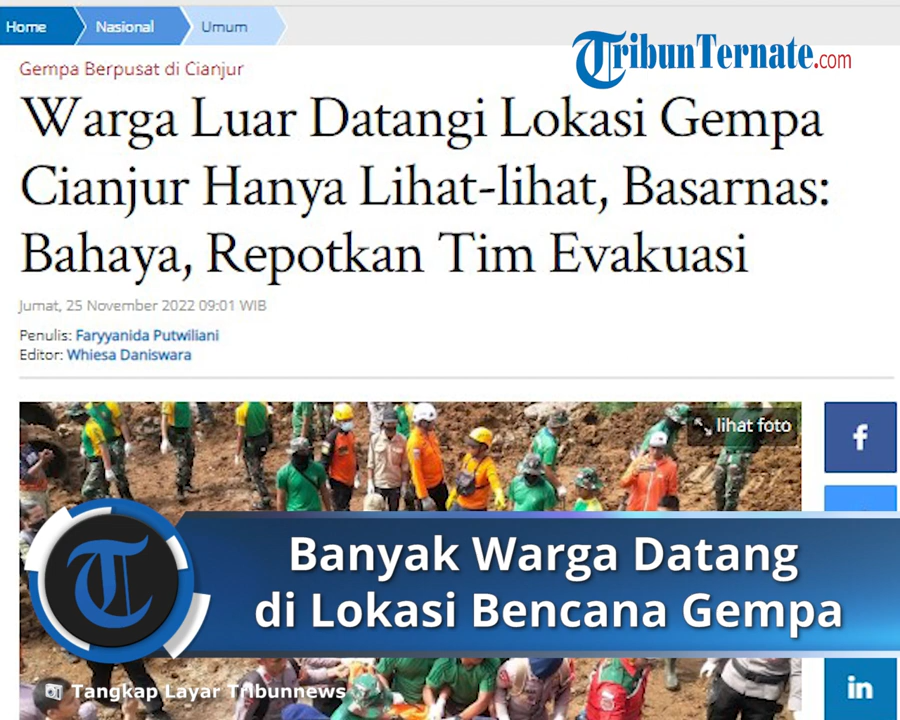 Home Nasional Umum
TribunTernate.com
Gempa Berpusat di Cianjur
Warga Luar Datangi Lokasi Gempa
Cianjur Hanya Lihat-lihat, Basarnas:
Bahaya, Repotkan Tim Evakuasi
Jumat, 25 November 2022 09:01 WIB
Penulis: Faryyanida Putwiliani
Editor: Whiesa Daniswara
lihat foto
f
Banyak Warga Datang
di Lokasi Bencana Gempa
T
Tangkap Layar Tribunnews
in